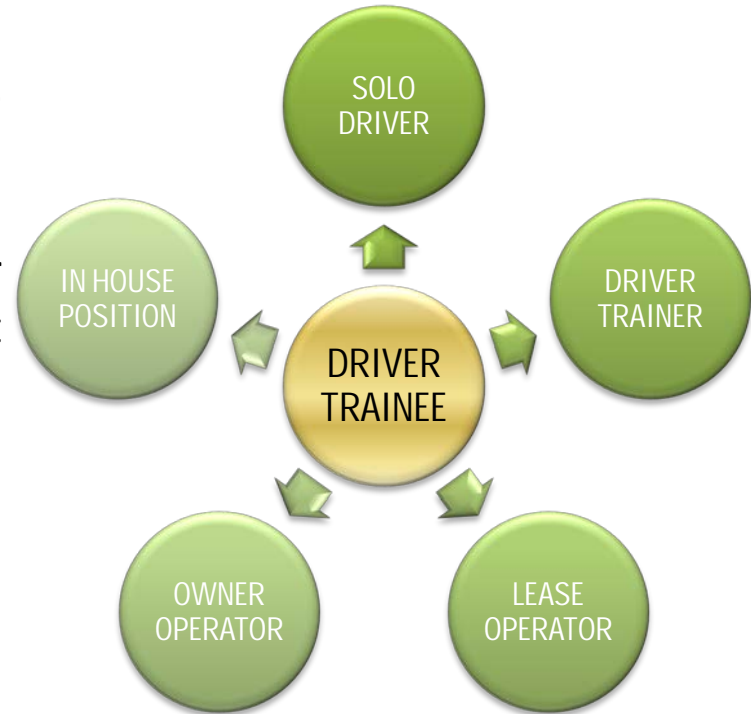 SOLO
DRIVER
DRIVER
TRAINER
LEASE
OPERATOR
OWNER
OPERATOR
IN HOUSE
POSITION
DRIVER
TRAINEE